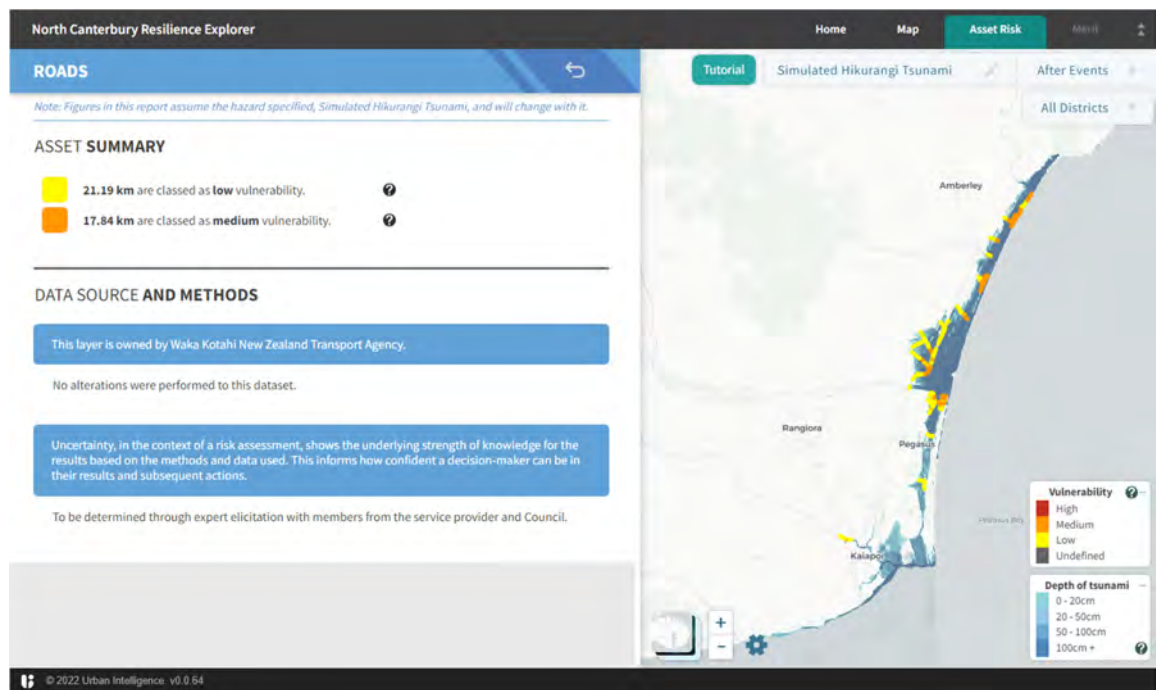 North Canterbury Resilience Explorer
Home Map Asset Risk Merit
ROADS
Note: Figures in this report assume the hazard specified, Simulated Hikurangi Tsunami, and will change with it.
ASSET SUMMARY
21.19 km are classed as low vulnerability.
17.84 km are classed as medium vulnerability.
DATA SOURCE AND METHODS
This layer is owned by Waka Kotahi New Zealand Transport Agency.
No alterations were performed to this dataset.
Uncertainty, in the context of a risk assessment, shows the underlying strength of knowledge for the
results based on the methods and data used. This informs how confident a decision-maker can be in
their results and subsequent actions.
To be determined through expert elicitation with members from the service provider and Council.
Tutorial
Simulated Hikurangi Tsunami
After Events
All Districts
Amberley
Rangiora
Pegasus
Kaiapoi
Vulnerability
High
Medium
Low
Undefined
Depth of tsunami
0 - 20cm
20 - 50cm
50 - 100cm
100cm +
© 2022 Urban Intelligence v0.0.64